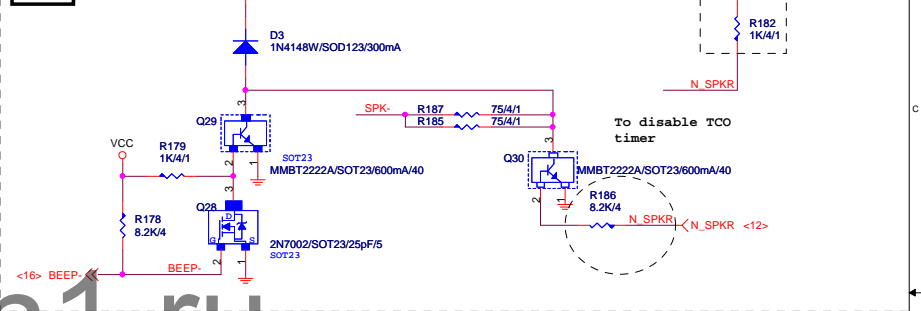 R182
1K/4/1
D3
1N4148W/SOD123/300mA
N_SPKR
3
SPK-
R187
75/4/1
R185
75/4/1
C
Q29
To disable TCO
timer
VCC
R179
1K/4/1
2
1
SOT23
MMBT2222A/SOT23/600mA/40
3
Q30
MMBT2222A/SOT23/600mA/40
2
1
3
Q28
D
G
S
R186
8.2K/4
N_SPKR
N_SPKR <12>
R178
8.2K/4
2N7002/SOT23/25pF/5
SOT23
2
1
<16> BEEP-
BEEP-